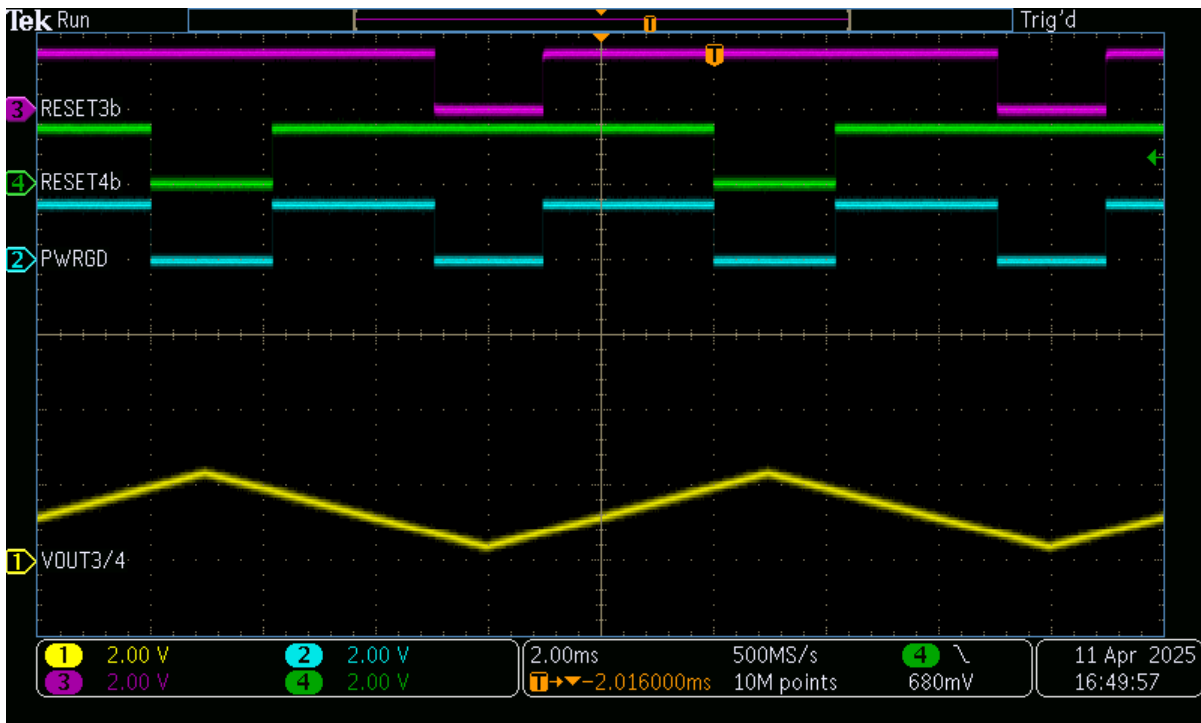 Tek Run Trig'd
T
T
3 RESET3b
4 RESET4b
2 PWRGD
1 VOUT3/4
1 2.00 V 2 2.00 V 2.00ms 500MS/s 4 11 Apr 2025
3 2.00 V 4 2.00 V T→▼−2.016000ms 10M points 680mV 16:49:57